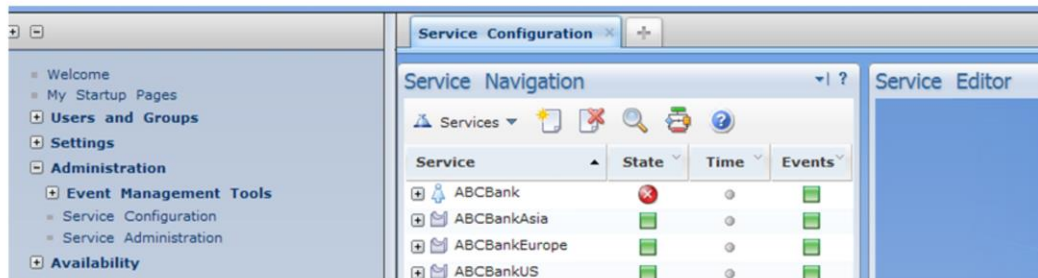 Service Configuration
Welcome
My Startup Pages
Users and Groups
Settings
Administration
Event Management Tools
Service Configuration
Service Administration
Availability
Service Navigation
?
Services
?
Service State Time Events
ABCBank
ABCBankAsia
ABCBankEurope
ABCBankUS
Service Editor